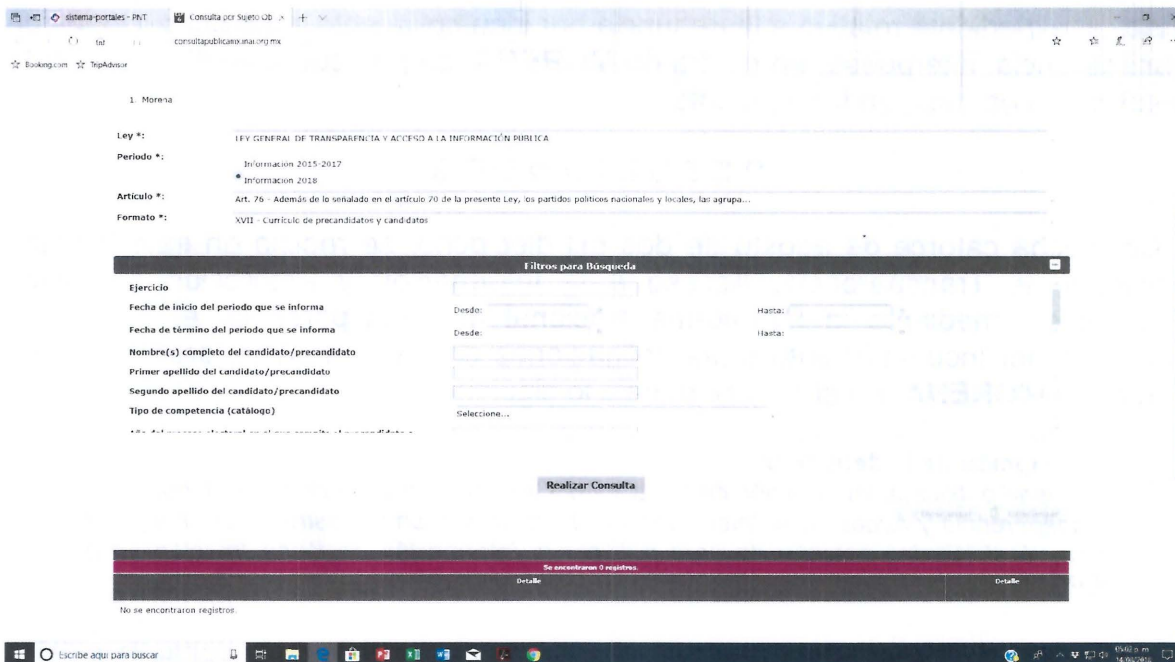 sistema-portales - PNT
Consulta por Sujeto Ob
consultapublicamx.inai.org.mx
Booking.com
TripAdvisor
1. Morena
Ley *:
LEY GENERAL DE TRANSPARENCIA Y ACCESO A LA INFORMACIÓN PUBLICA
Periodo *:
Información 2015-2017
Información 2018
Artículo *:
Art. 76 - Además de lo señalado en el artículo 70 de la presente Ley, los partidos políticos nacionales y locales, las agrupa...
Formato *:
XVII - Currículo de precandidatos y candidatos
Filtros para Búsqueda
Ejercicio
Fecha de inicio del periodo que se informa
Desde:
Hasta:
Fecha de término del periodo que se informa
Desde:
Hasta:
Nombre(s) completo del candidato/precandidato
Primer apellido del candidato/precandidato
Segundo apellido del candidato/precandidato
Tipo de competencia (catálogo)
Seleccione...
Realizar Consulta
Se encontraron 0 registros.
Detalle
Detalle
No se encontraron registros.
Escribe aquí para buscar
05:02 p. m.